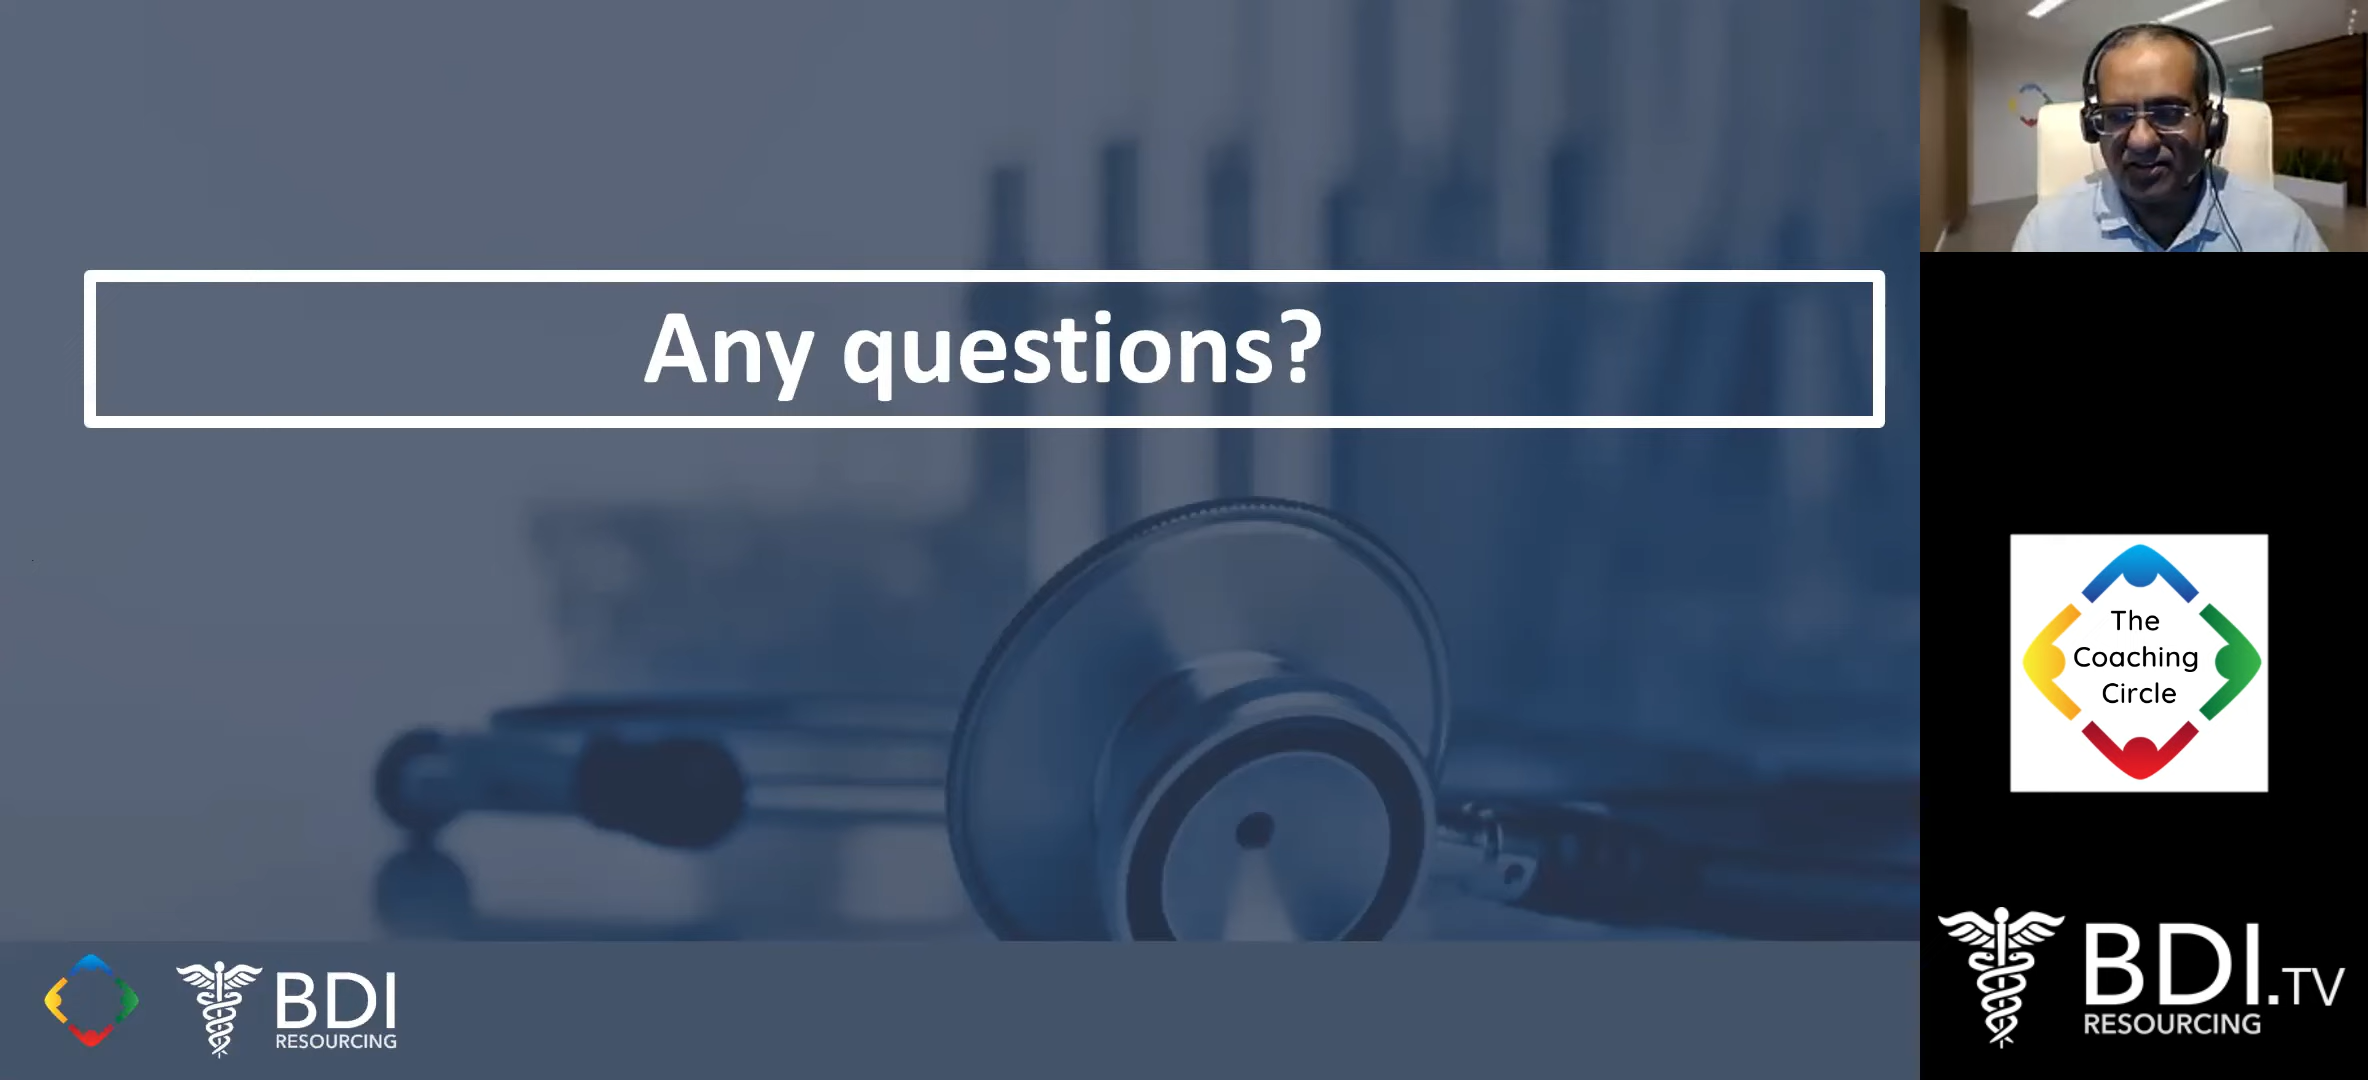 Any questions?
The
Coaching
Circle
BDI
RESOURCING
BDI.TV
RESOURCING